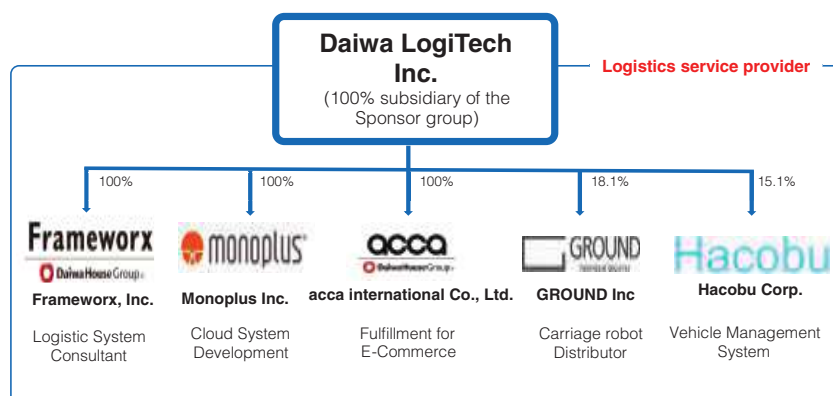 Daiwa LogiTech
Inc.
(100% subsidiary of the
Sponsor group)
Logistics service provider
100%
100%
100%
18.1%
15.1%
Frameworx
Daiwa House Group®
monoplus
acca
DaiwaHouseGroup®
GROUND
Hacobu
Frameworx, Inc.
Monoplus Inc.
acca international Co., Ltd.
GROUND Inc
Hacobu Corp.
Logistic System
Consultant
Cloud System
Development
Fulfillment for
E-Commerce
Carriage robot
Distributor
Vehicle Management
System